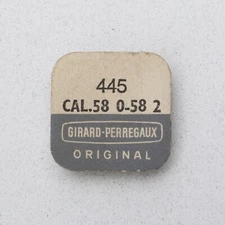 445
CAL.58 0-58 2
GIRARD-PERREGAUX
ORIGINAL